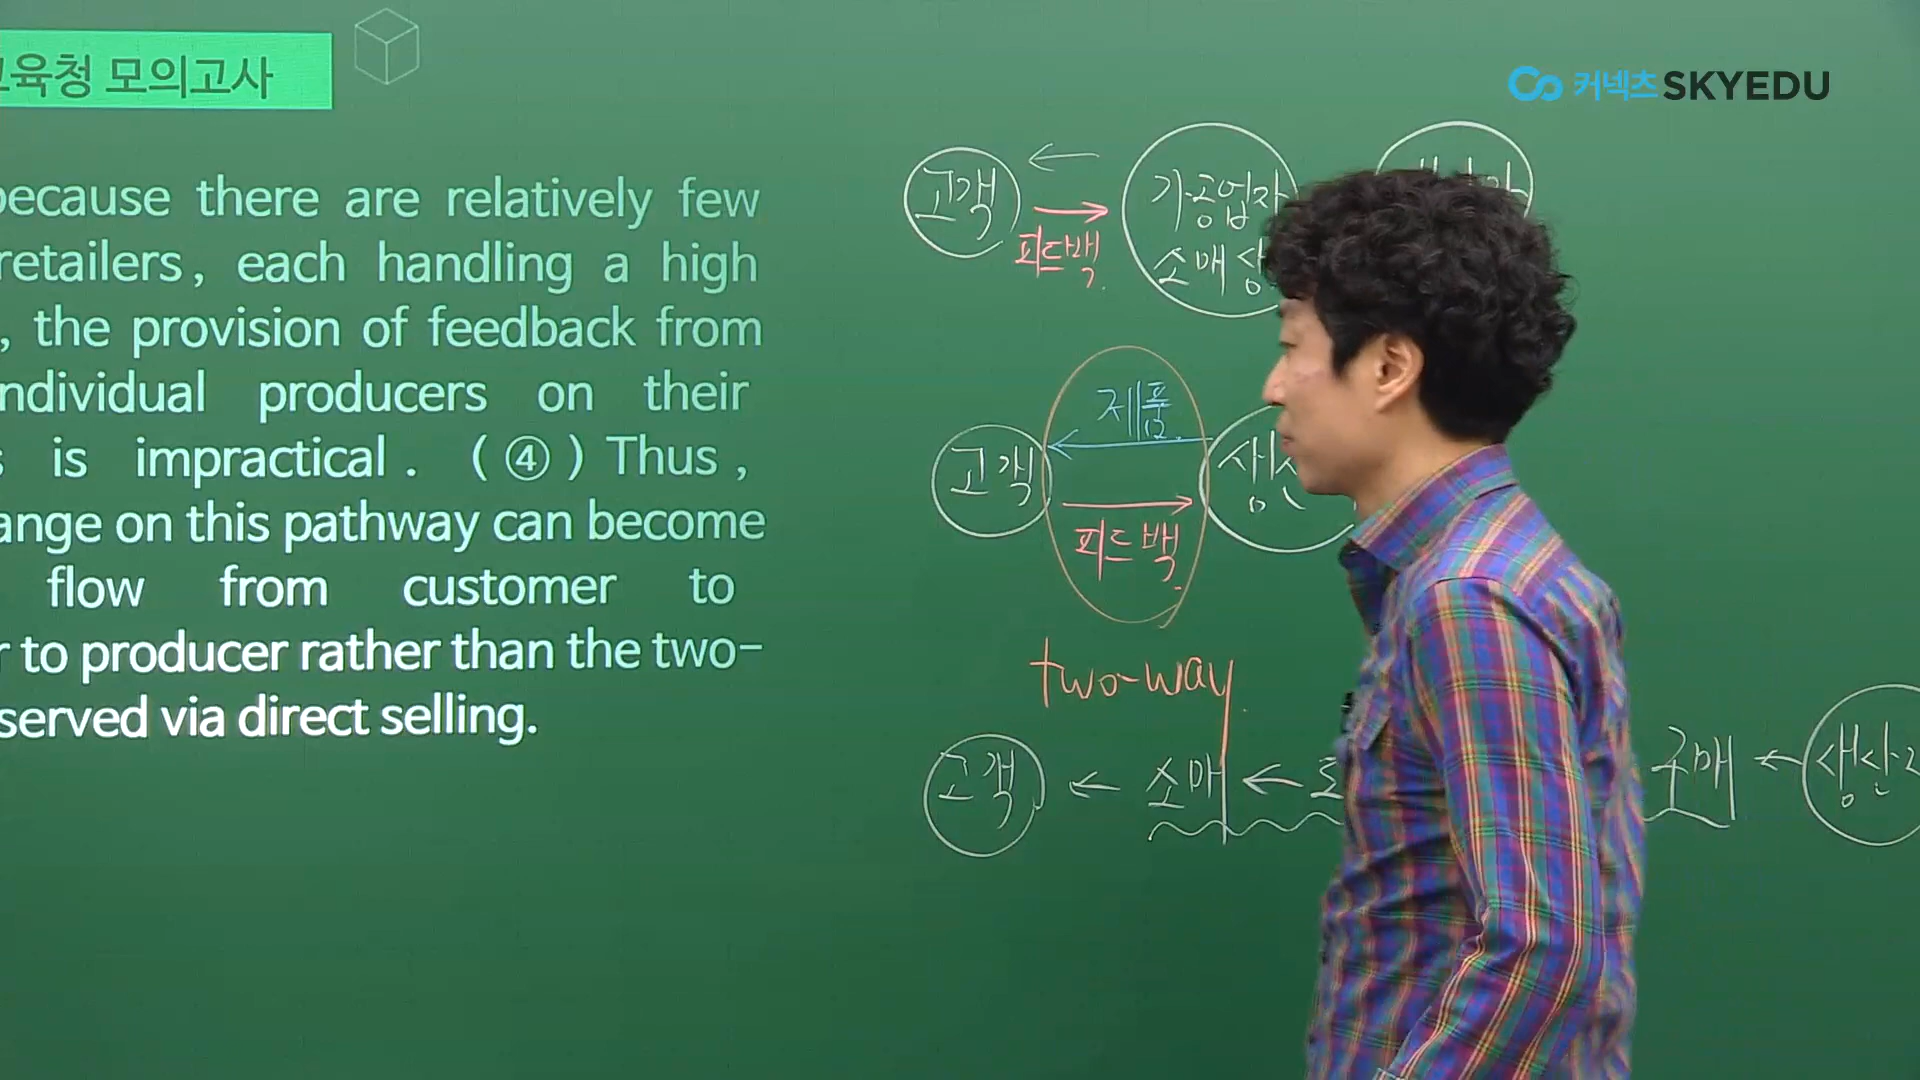 교육청 모의고사
커넥츠 SKYEDU
because there are relatively few
retailers, each handling a high
, the provision of feedback from
individual producers on their
s is impractical. (④) Thus,
ange on this pathway can become
flow from customer to
r to producer rather than the two-
served via direct selling.
고객
가공업자
소매상
피드백
고객
제품
피드백
two-way
고객 ← 소매 ←
구매 ← 생산